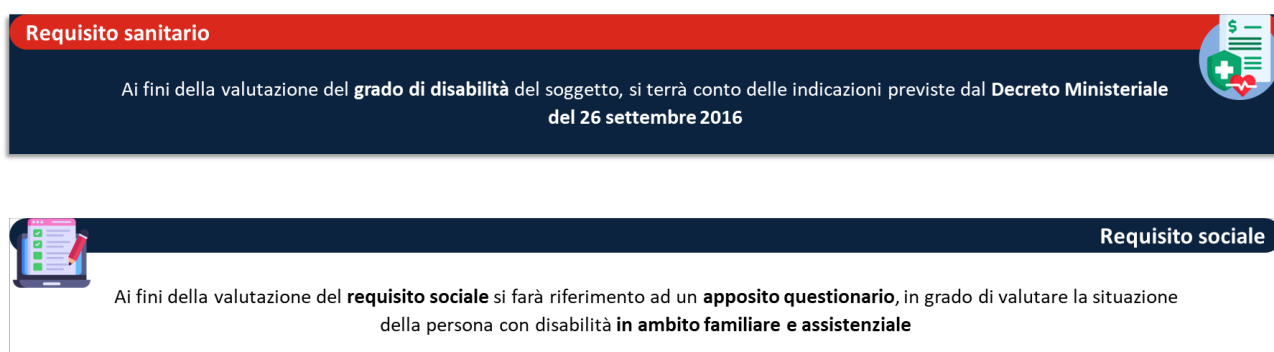 Requisito sanitario
Ai fini della valutazione del grado di disabilità del soggetto, si terrà conto delle indicazioni previste dal Decreto Ministeriale
del 26 settembre 2016
Requisito sociale
Ai fini della valutazione del requisito sociale si farà riferimento ad un apposito questionario, in grado di valutare la situazione
della persona con disabilità in ambito familiare e assistenziale